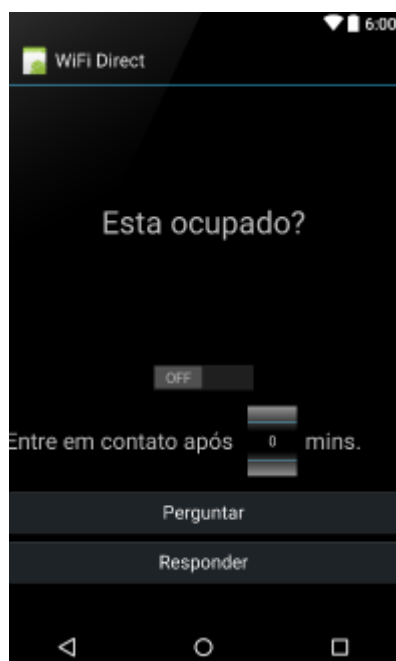 6:00
WiFi Direct
Esta ocupado?
OFF
Entre em contato após 0 mins.
Perguntar
Responder